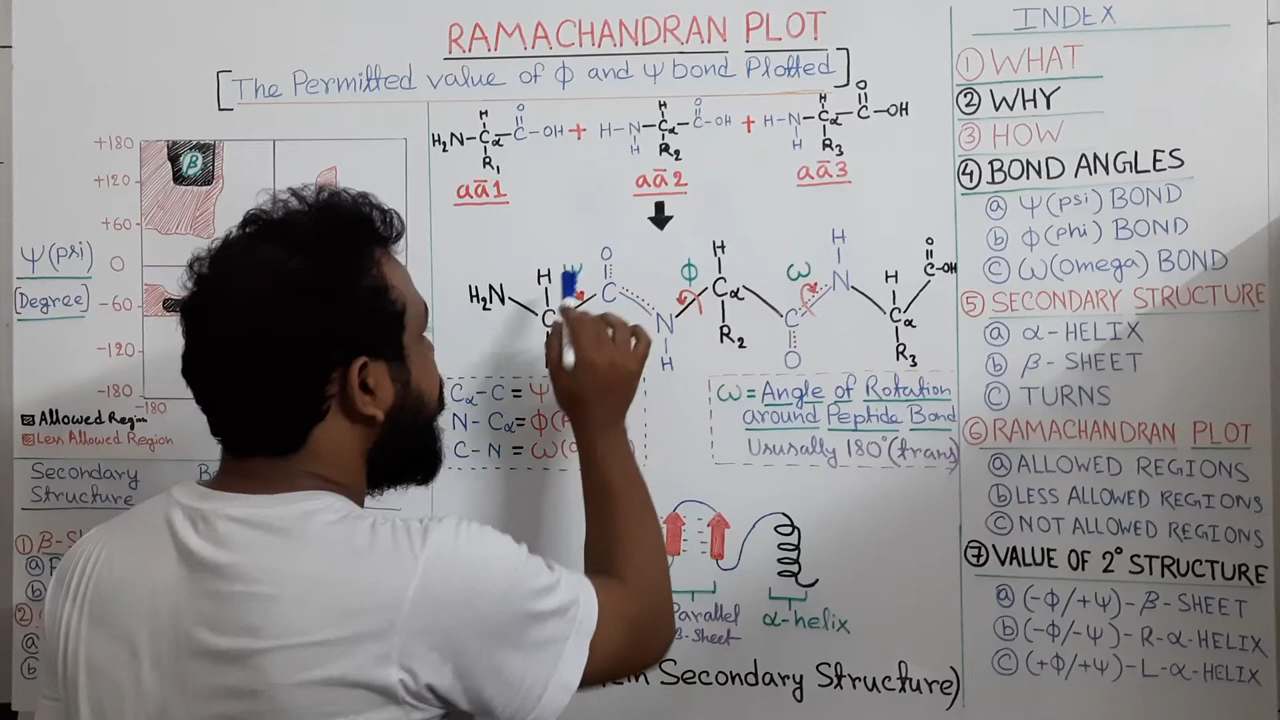 RAMACHANDRAN PLOT
[The Permitted value of Φ and Ψ bond Plotted]
H
O
H₂N-Cα-C-OH
R₁
aā1
+
H
O
H-N-Cα-C-OH
H
R₂
aā2
+
H
O
H-N-Cα-C-OH
H
R₃
aā3
+180
+120
+60
0
-60
-120
-180
-180
β
Ψ(psi)
[Degree]
Allowed Region
Less Allowed Region
Secondary
Structure
① β-
ⓐ
ⓑ
②
ⓐ
ⓑ
H₂N
H
C
Ψ
O
C
N
H
Φ
H
Cα
R₂
C
O
ω
H
N
H
Cα
R₃
O
C-OH
Cα-C = Ψ
N-Cα = Φ
C-N = ω
ω = Angle of Rotation
around Peptide Bond
Ususally 180°(trans)
Parallel
β-Sheet
α-helix
Secondary Structure)
INDEX
① WHAT
② WHY
③ HOW
④ BOND ANGLES
ⓐ Ψ(psi) BOND
ⓑ Φ(phi) BOND
ⓒ ω(omega) BOND
⑤ SECONDARY STRUCTURE
ⓐ α-HELIX
ⓑ β-SHEET
ⓒ TURNS
⑥ RAMACHANDRAN PLOT
ⓐ ALLOWED REGIONS
ⓑ LESS ALLOWED REGIONS
ⓒ NOT ALLOWED REGIONS
⑦ VALUE OF 2° STRUCTURE
ⓐ (-Φ/+Ψ)-β-SHEET
ⓑ (-Φ/-Ψ)-R-α-HELIX
ⓒ (+Φ/+Ψ)-L-α-HELIX